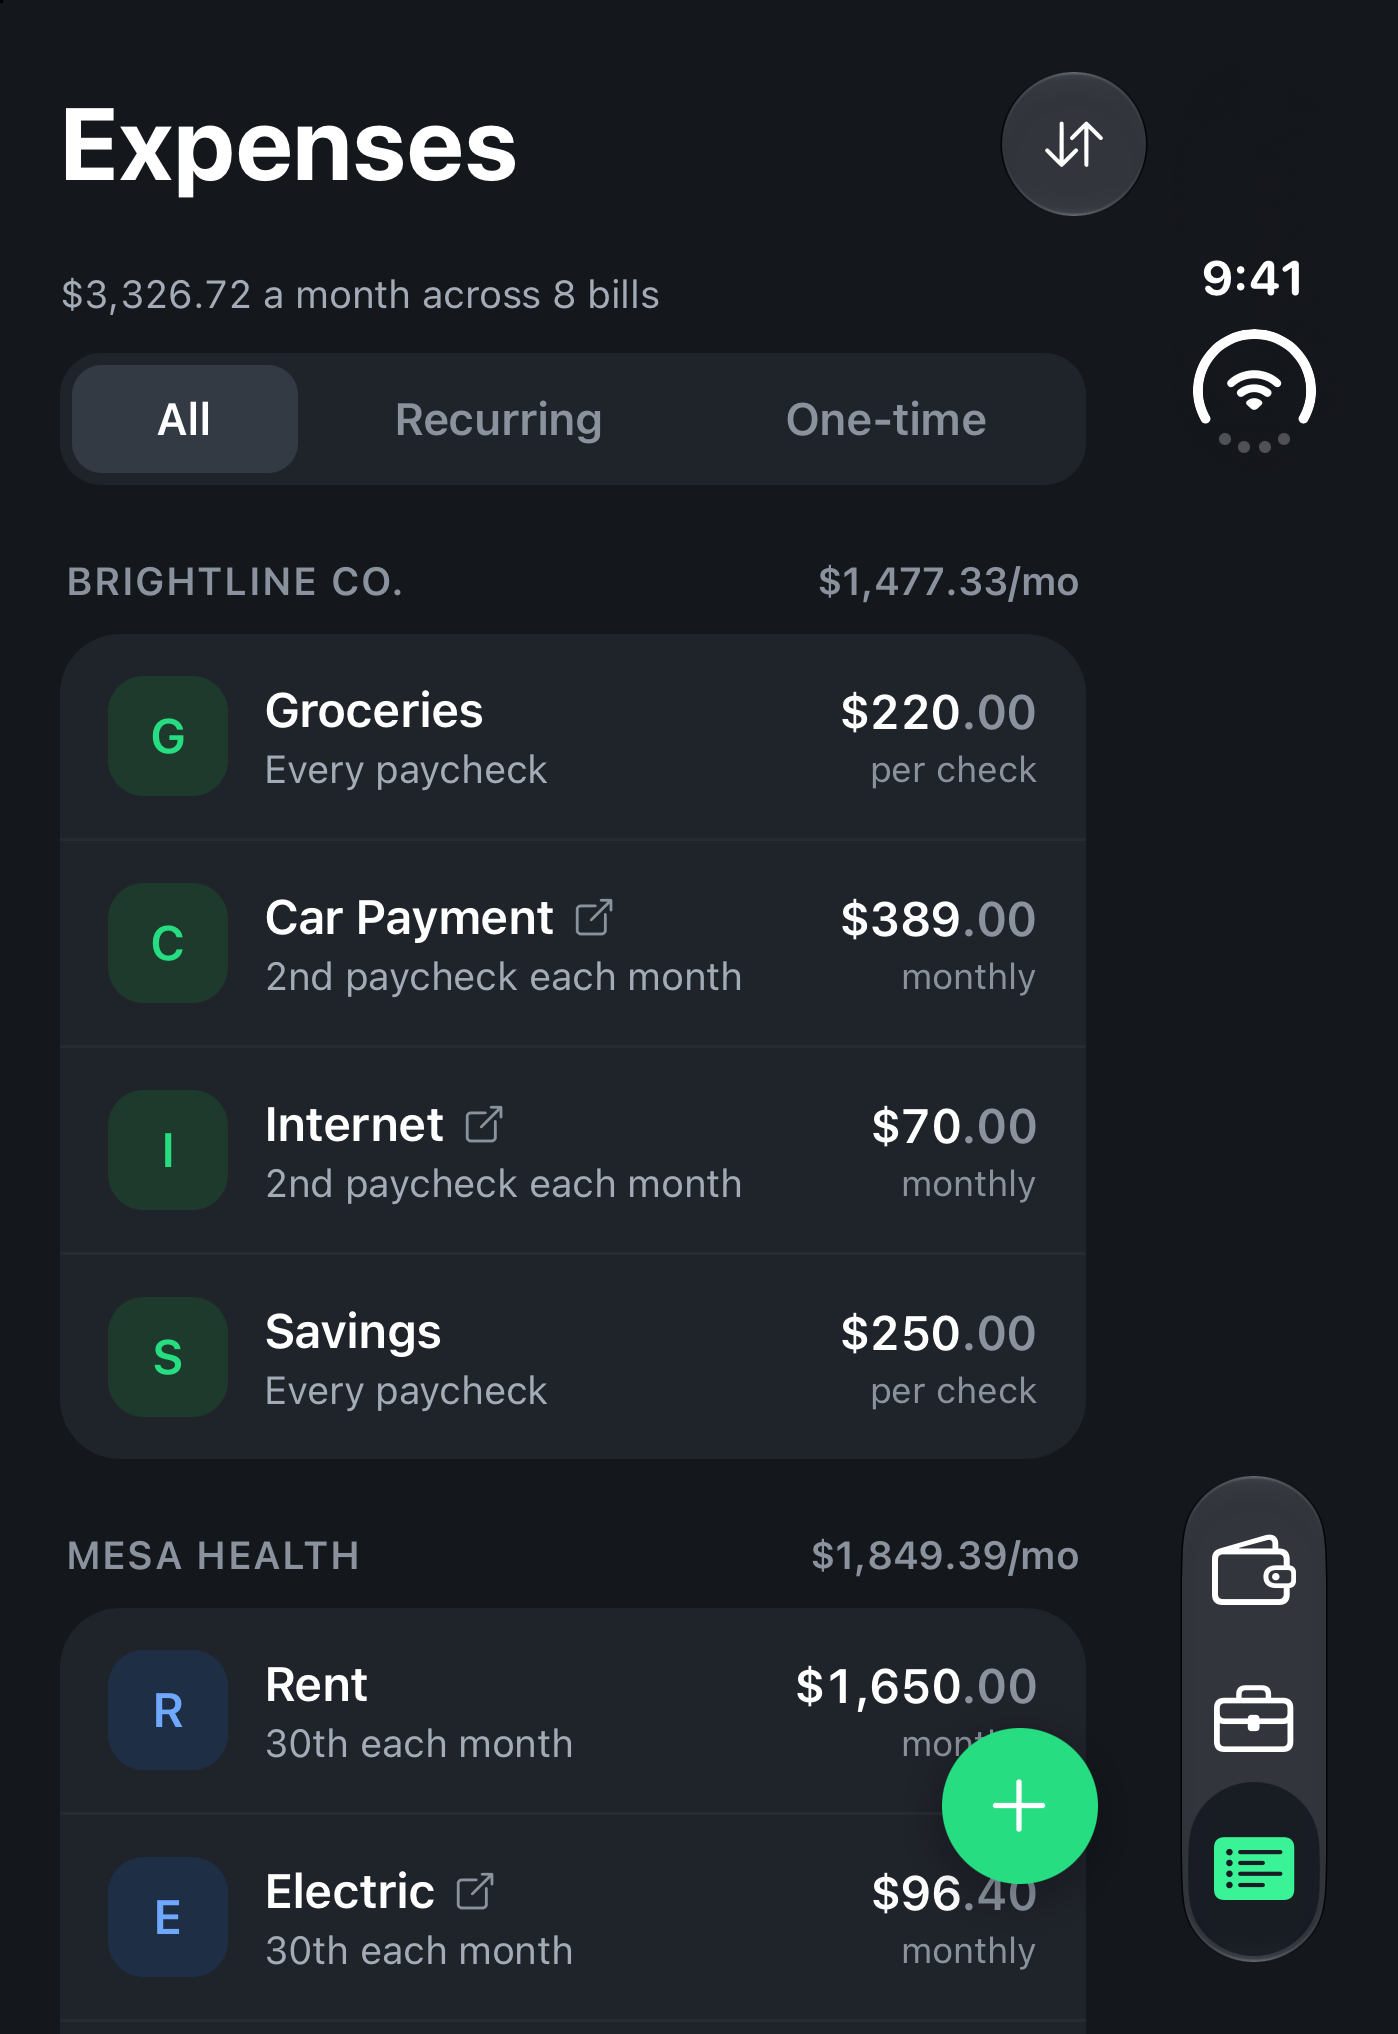 Expenses
9:41
$3,326.72 a month across 8 bills
All Recurring One-time
BRIGHTLINE CO. $1,477.33/mo
G Groceries $220.00
Every paycheck per check
C Car Payment $389.00
2nd paycheck each month monthly
I Internet $70.00
2nd paycheck each month monthly
S Savings $250.00
Every paycheck per check
MESA HEALTH $1,849.39/mo
R Rent $1,650.00
30th each month
E Electric $96.40
30th each month monthly